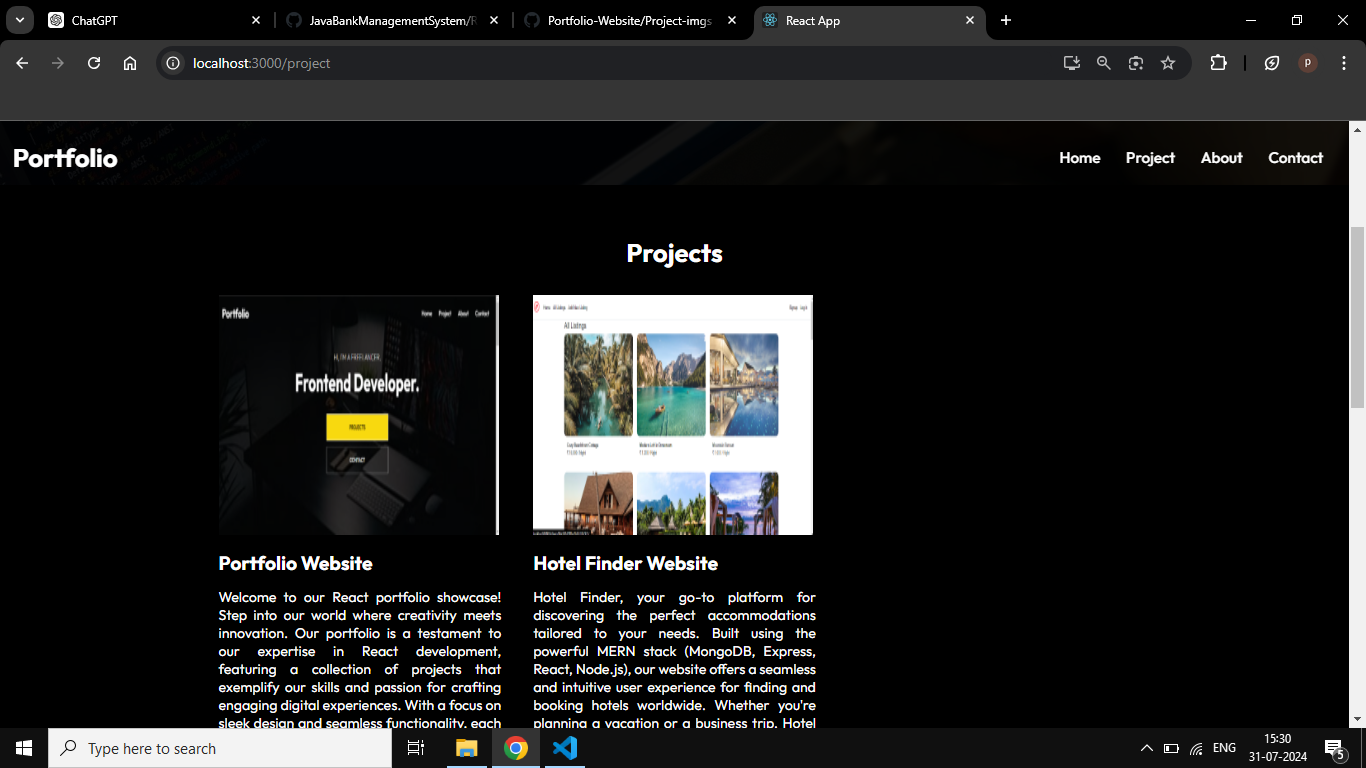 ChatGPT
JavaBankManagementSystem/R
Portfolio-Website/Project-imgs
React App
localhost:3000/project
p
Portfolio
Home Project About Contact
Projects
Portfolio
Home Project About Contact
HI, I'M A FREELANCER.
Frontend Developer.
PROJECTS
CONTACT
All Listings
Portfolio Website
Welcome to our React portfolio showcase!
Step into our world where creativity meets
innovation. Our portfolio is a testament to
our expertise in React development,
featuring a collection of projects that
exemplify our skills and passion for crafting
engaging digital experiences. With a focus on
sleek design and seamless functionality, each
Hotel Finder Website
Hotel Finder, your go-to platform for
discovering the perfect accommodations
tailored to your needs. Built using the
powerful MERN stack (MongoDB, Express,
React, Node.js), our website offers a seamless
and intuitive user experience for finding and
booking hotels worldwide. Whether you're
planning a vacation or a business trip, Hotel
Type here to search
ENG
15:30
31-07-2024
5